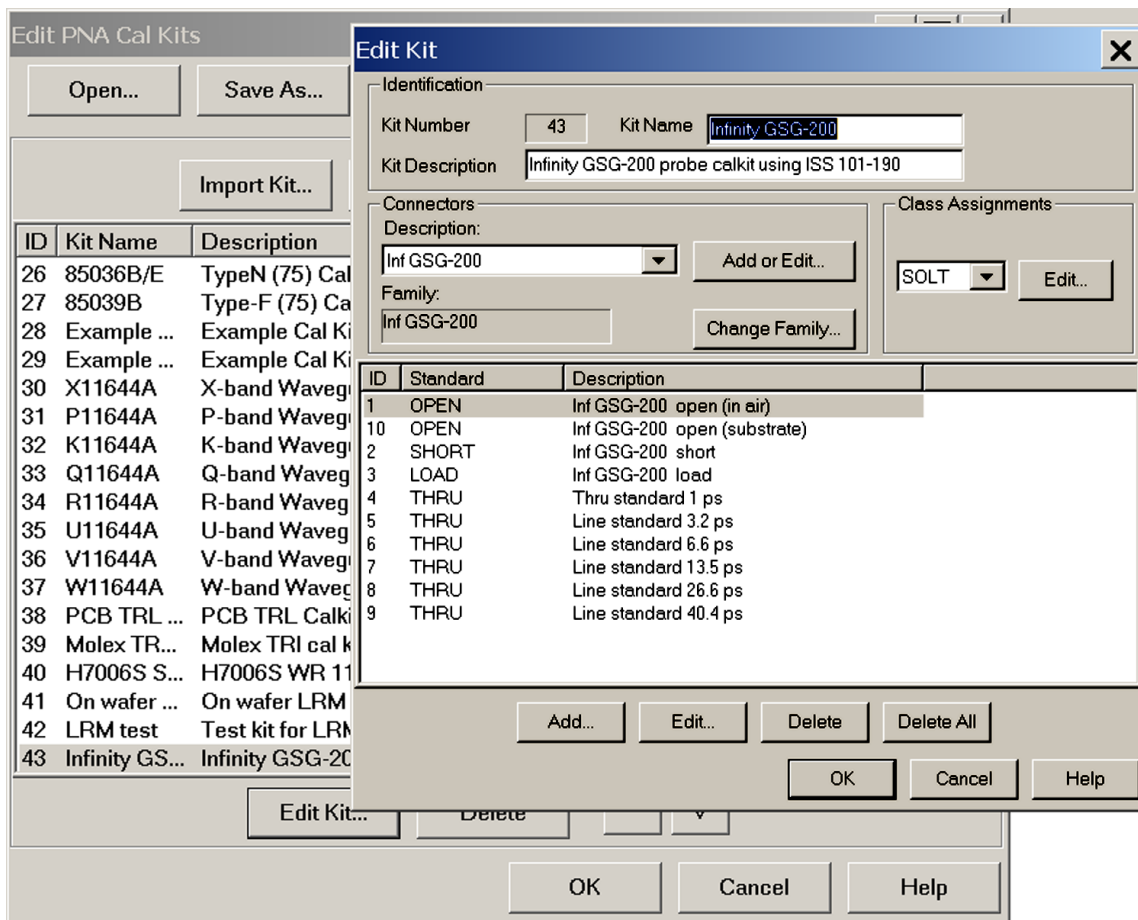 Edit PNA Cal Kits
Open...
Save As...
Import Kit...
ID Kit Name Description
26 85036B/E TypeN (75) Cal
27 85039B Type-F (75) Ca
28 Example ... Example Cal Ki
29 Example ... Example Cal Ki
30 X11644A X-band Wavegu
31 P11644A P-band Wavegu
32 K11644A K-band Wavegu
33 Q11644A Q-band Waveg
34 R11644A R-band Waveg
35 U11644A U-band Waveg
36 V11644A V-band Wavegu
37 W11644A W-band Waveg
38 PCB TRL ... PCB TRL Calki
39 Molex TR... Molex TRl cal k
40 H7006S S... H7006S WR 11
41 On wafer ... On wafer LRM
42 LRM test Test kit for LRM
43 Infinity GS... Infinity GSG-20
Edit Kit...
Delete
OK
Cancel
Help
Edit Kit
Identification
Kit Number 43 Kit Name Infinity GSG-200
Kit Description Infinity GSG-200 probe calkit using ISS 101-190
Connectors
Description:
Inf GSG-200
Add or Edit...
Family:
Inf GSG-200
Change Family...
Class Assignments
SOLT
Edit...
ID Standard Description
1 OPEN Inf GSG-200 open (in air)
10 OPEN Inf GSG-200 open (substrate)
2 SHORT Inf GSG-200 short
3 LOAD Inf GSG-200 load
4 THRU Thru standard 1 ps
5 THRU Line standard 3.2 ps
6 THRU Line standard 6.6 ps
7 THRU Line standard 13.5 ps
8 THRU Line standard 26.6 ps
9 THRU Line standard 40.4 ps
Add...
Edit...
Delete
Delete All
OK
Cancel
Help